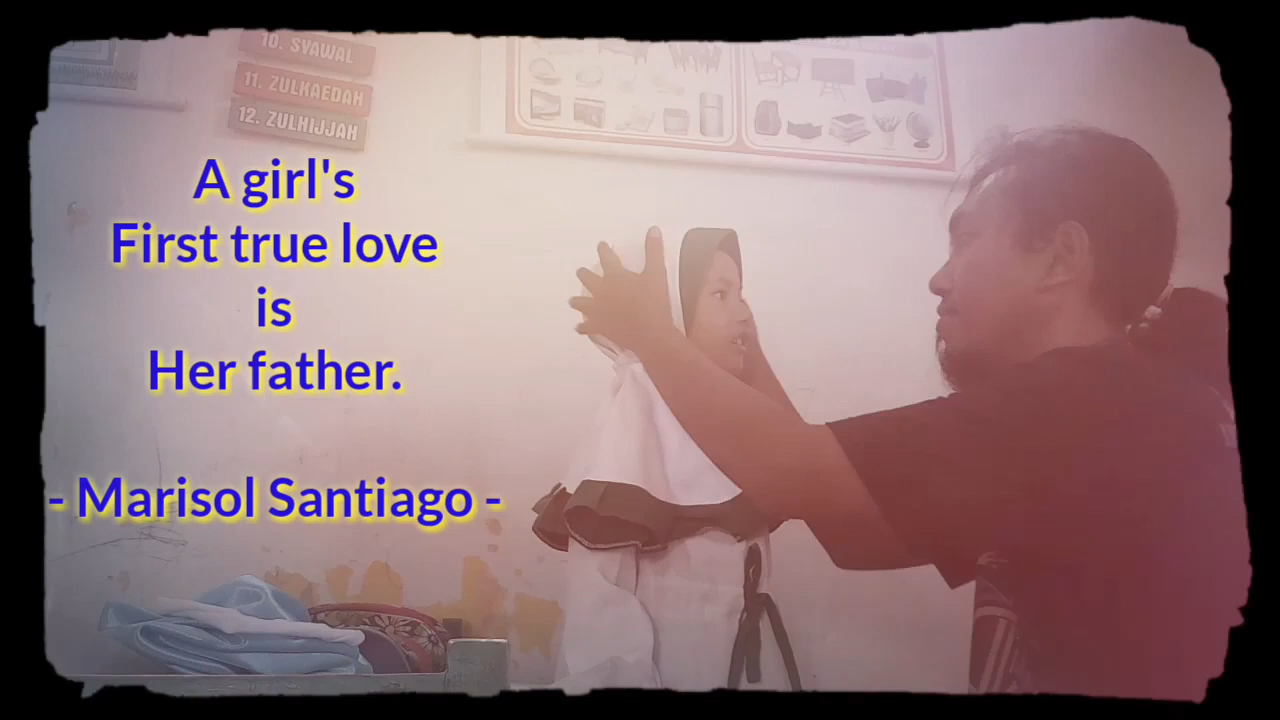 10. SYAWAL
11. ZULKAEDAH
12. ZULHIJJAH
A girl's
First true love
is
Her father.
- Marisol Santiago -